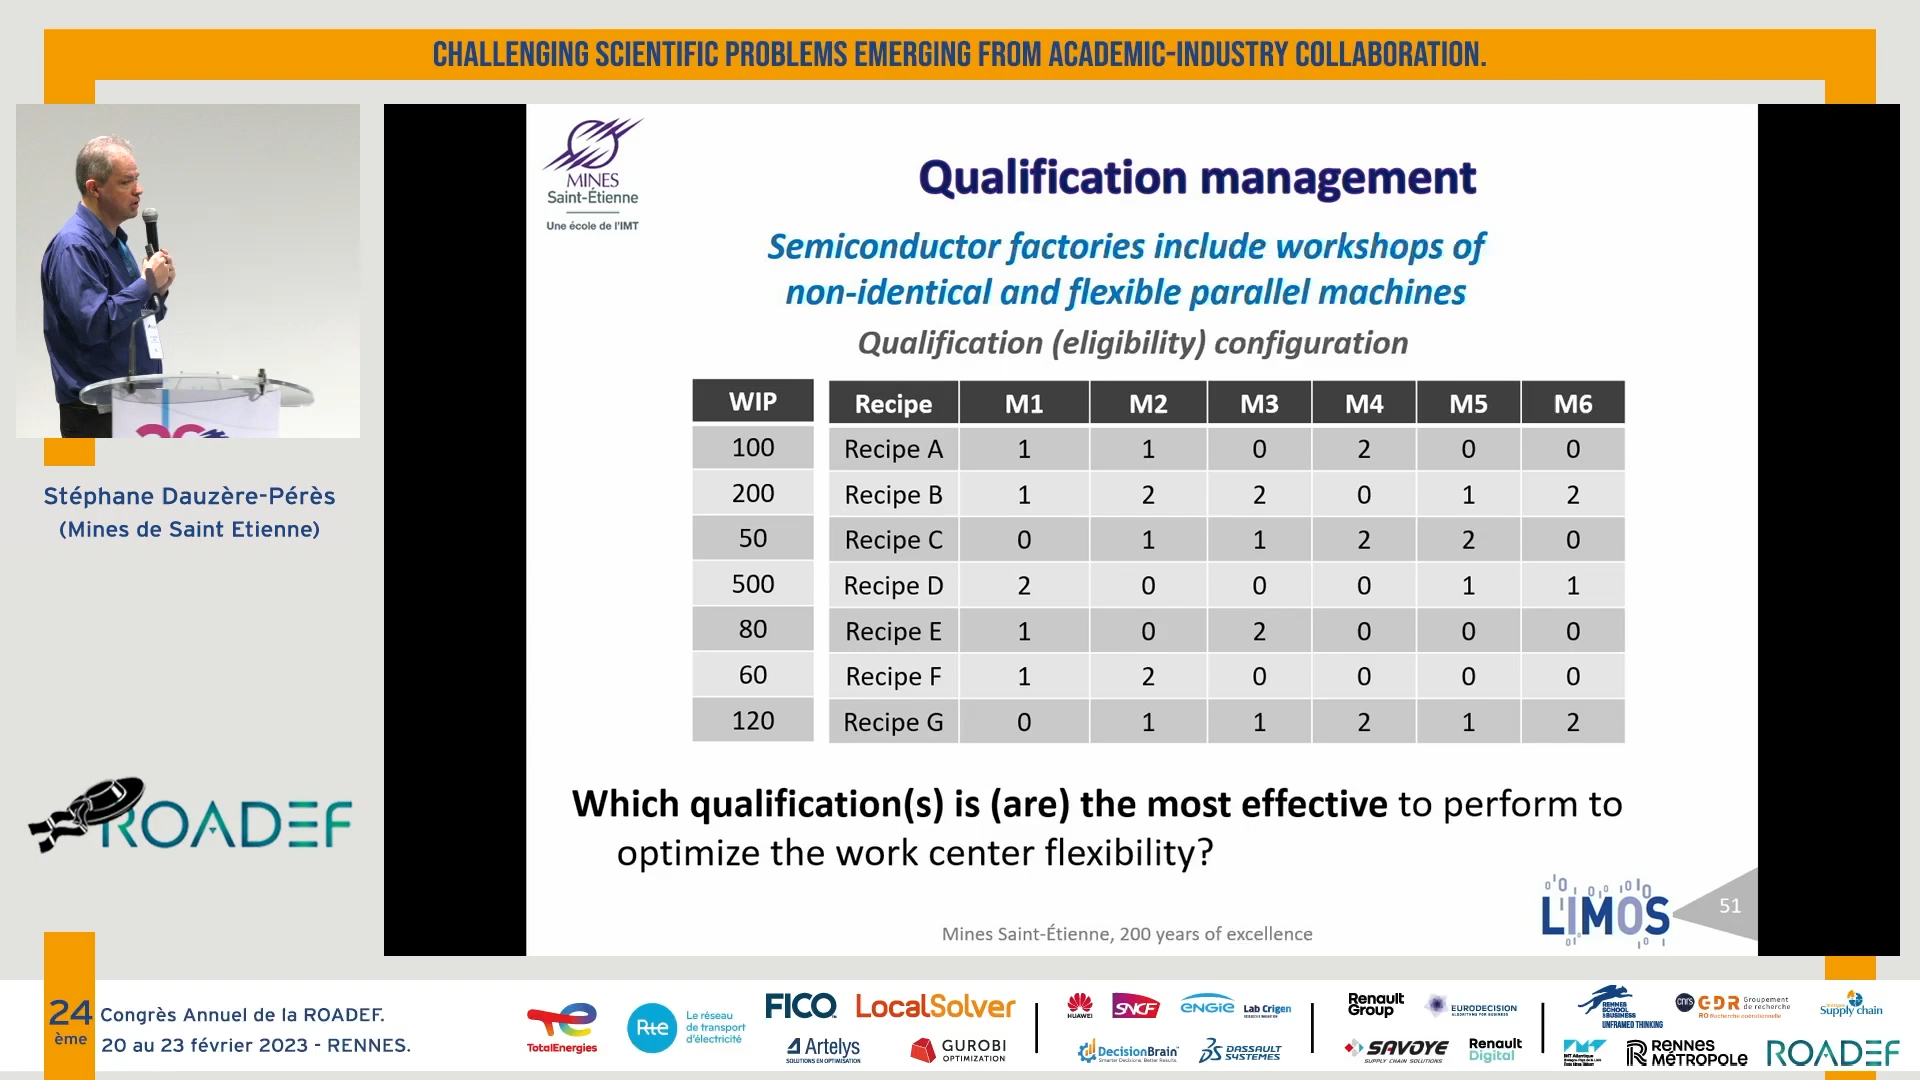 CHALLENGING SCIENTIFIC PROBLEMS EMERGING FROM ACADEMIC-INDUSTRY COLLABORATION.
MINES
Saint-Étienne
Une école de l'IMT
Qualification management
Semiconductor factories include workshops of
non-identical and flexible parallel machines
Qualification (eligibility) configuration
WIP Recipe M1 M2 M3 M4 M5 M6
100 Recipe A 1 1 0 2 0 0
200 Recipe B 1 2 2 0 1 2
50 Recipe C 0 1 1 2 2 0
500 Recipe D 2 0 0 0 1 1
80 Recipe E 1 0 2 0 0 0
60 Recipe F 1 2 0 0 0 0
120 Recipe G 0 1 1 2 1 2
Which qualification(s) is (are) the most effective to perform to
optimize the work center flexibility?
Mines Saint-Étienne, 200 years of excellence
LIMOS
51
Stéphane Dauzère-Pérès
(Mines de Saint Etienne)
ROADEF
24 ème
Congrès Annuel de la ROADEF.
20 au 23 février 2023 - RENNES.
TotalEnergies
Rte
Le réseau
de transport
d'électricité
FICO
LocalSolver
Artelys
SOLUTIONS EN OPTIMISATION
GUROBI
OPTIMIZATION
HUAWEI
SNCF
ENGIE
Lab Crigen
DecisionBrain
DASSAULT
SYSTEMES
Renault
Group
EURODECISION
SAVOYE
SUPPLY CHAIN SOLUTIONS
Renault
Digital
RENNES
SCHOOL
OF BUSINESS
UNFRAMED THINKING
cnrs
GDR
Groupement
de recherche
RO Recherche opérationnelle
Supply chain
IMT Atlantique
RENNES
MÉTROPOLE
ROADEF